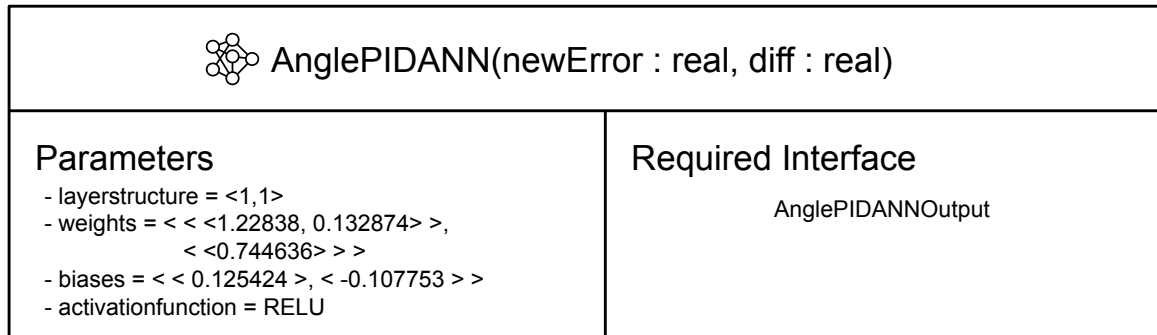 AnglePIDANN(newError : real, diff : real)
Parameters
- layerstructure = <1,1>
- weights = < < <1.22838, 0.132874> >,
< <0.744636> > >
- biases = < < 0.125424 >, < -0.107753 > >
- activationfunction = RELU
Required Interface
AnglePIDANNOutput